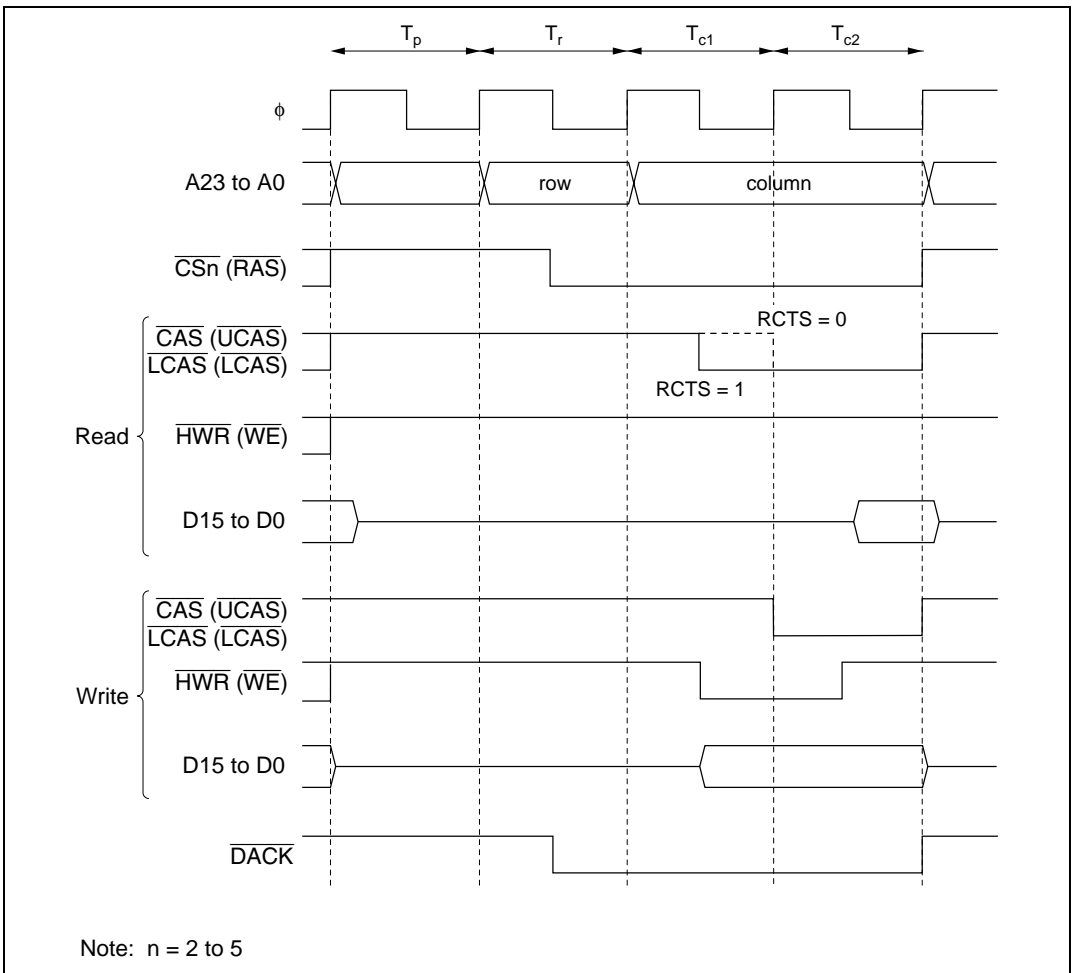 Tp Tr Tc1 Tc2
φ
A23 to A0 row column
CSn (RAS)
RCTS = 0
CAS (UCAS)
LCAS (LCAS)
RCTS = 1
Read HWR (WE)
D15 to D0
CAS (UCAS)
LCAS (LCAS)
HWR (WE)
Write
D15 to D0
DACK
Note: n = 2 to 5